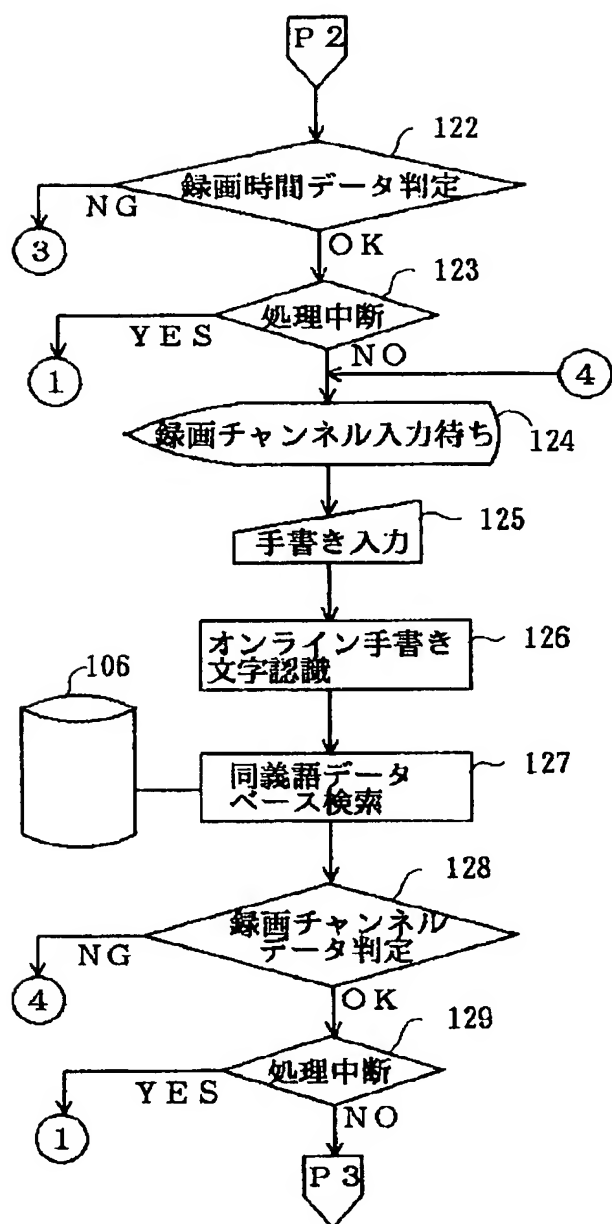 P2
122
録画時間データ判定
NG
3
OK
123
処理中断
YES
1
NO
4
録画チャンネル入力待ち
124
手書き入力
125
オンライン手書き
文字認識
126
106
同義語データ
ベース検索
127
128
録画チャンネル
データ判定
NG
4
OK
129
処理中断
YES
1
NO
P3